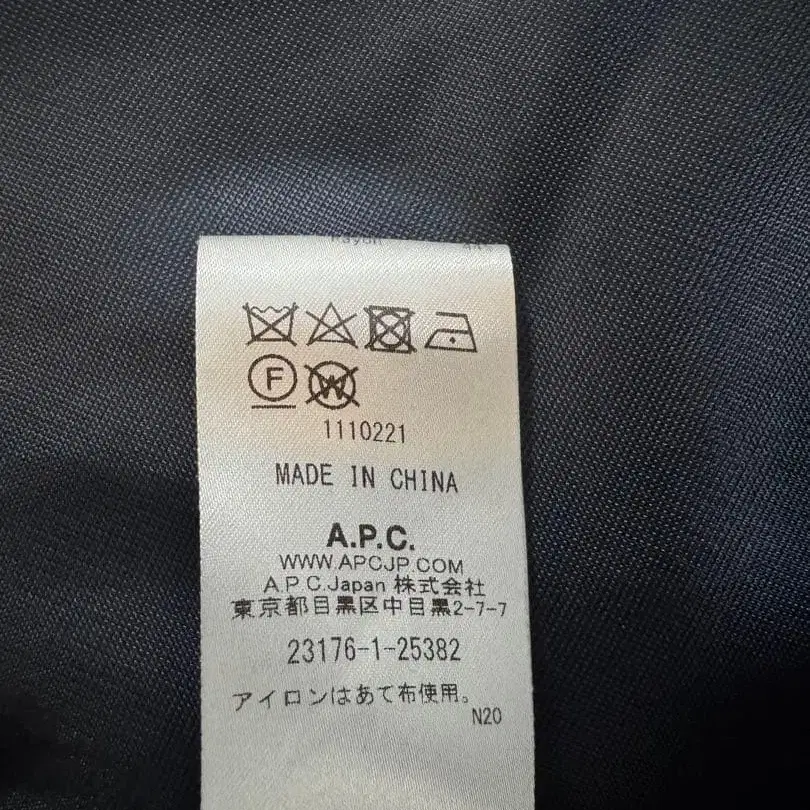 Rayon
F W
1110221
MADE IN CHINA
A.P.C.
WWW.APCJP.COM
A.P.C.Japan 株式会社
東京都目黒区中目黒2-7-7
23176-1-25382
アイロンはあて布使用。
N20